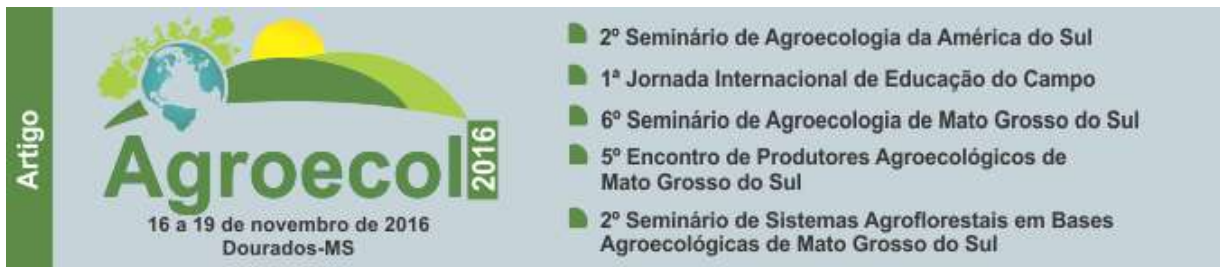 Artigo
Agroecol 2016
16 a 19 de novembro de 2016
Dourados-MS
2º Seminário de Agroecologia da América do Sul
1ª Jornada Internacional de Educação do Campo
6º Seminário de Agroecologia de Mato Grosso do Sul
5º Encontro de Produtores Agroecológicos de
Mato Grosso do Sul
2º Seminário de Sistemas Agroflorestais em Bases
Agroecológicas de Mato Grosso do Sul